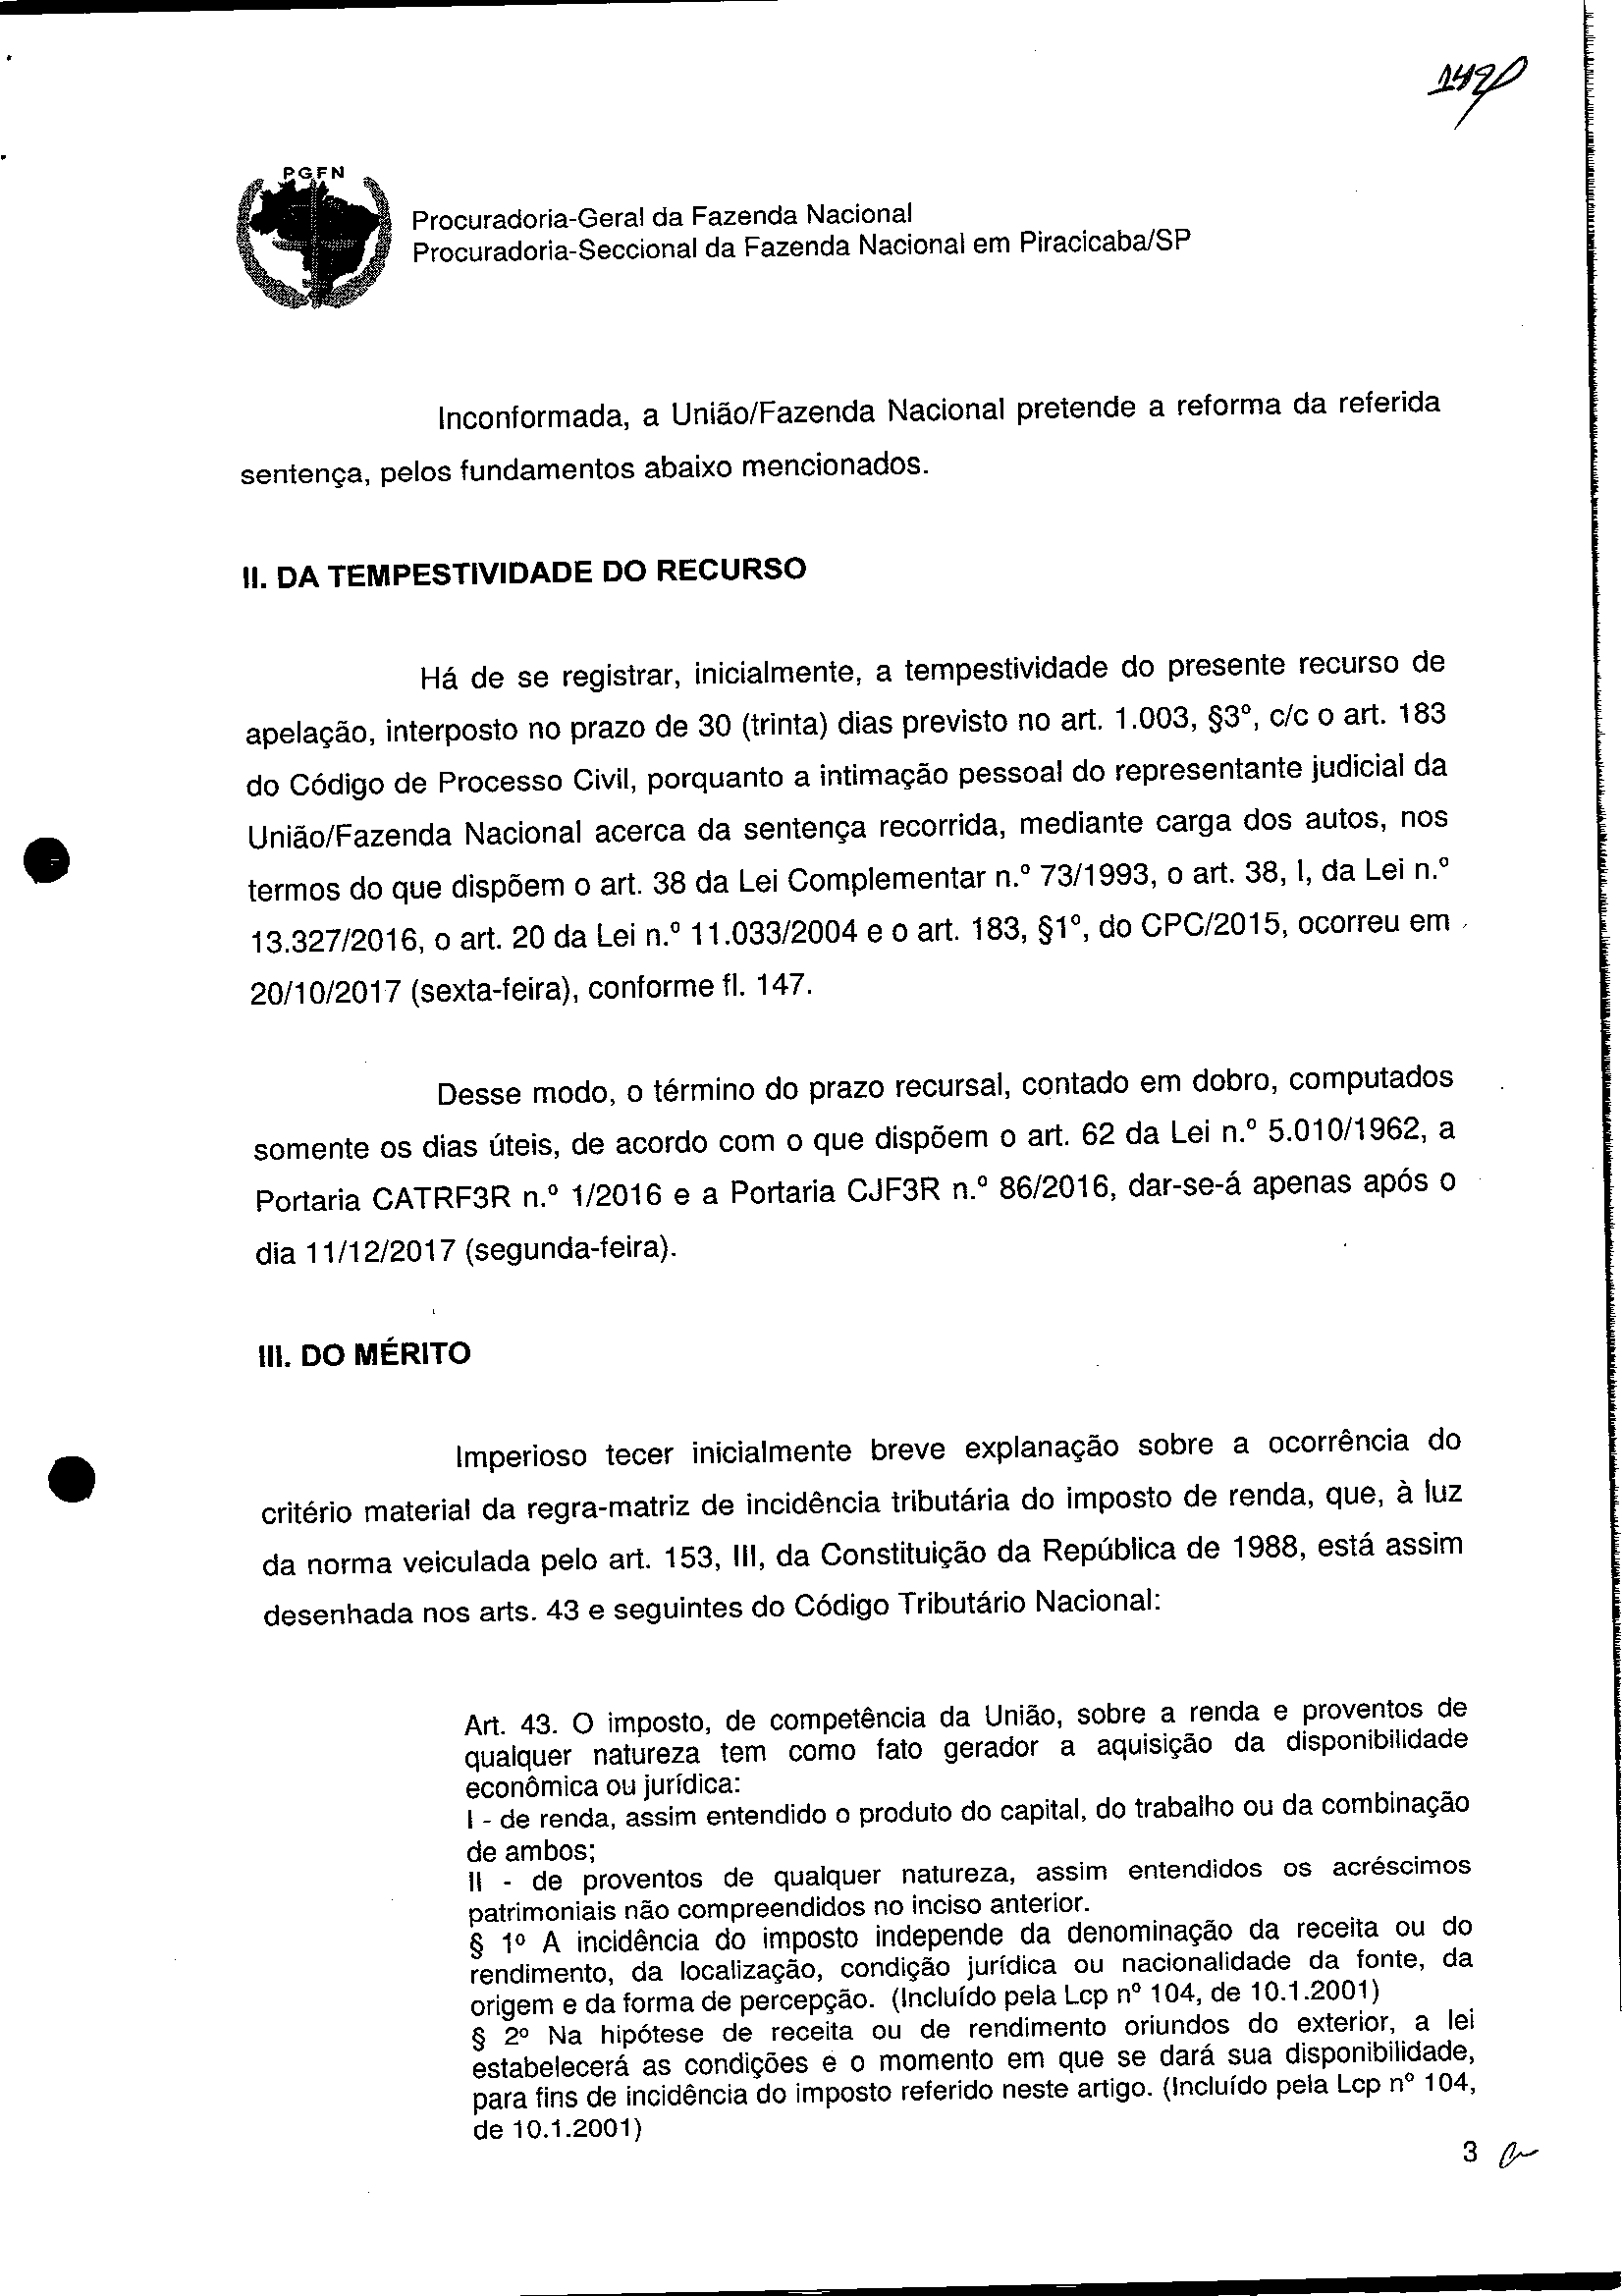 149
PGFN
Procuradoria-Geral da Fazenda Nacional
Procuradoria-Seccional da Fazenda Nacional em Piracicaba/SP
Inconformada, a União/Fazenda Nacional pretende a reforma da referida
sentença, pelos fundamentos abaixo mencionados.
II. DA TEMPESTIVIDADE DO RECURSO
Há de se registrar, inicialmente, a tempestividade do presente recurso de
apelação, interposto no prazo de 30 (trinta) dias previsto no art. 1.003, §3º, c/c o art. 183
do Código de Processo Civil, porquanto a intimação pessoal do representante judicial da
União/Fazenda Nacional acerca da sentença recorrida, mediante carga dos autos, nos
termos do que dispõem o art. 38 da Lei Complementar n.º 73/1993, o art. 38, I, da Lei n.º
13.327/2016, o art. 20 da Lei n.º 11.033/2004 e o art. 183, §1º, do CPC/2015, ocorreu em
20/10/2017 (sexta-feira), conforme fl. 147.
Desse modo, o término do prazo recursal, contado em dobro, computados
somente os dias úteis, de acordo com o que dispõem o art. 62 da Lei n.º 5.010/1962, a
Portaria CATRF3R n.º 1/2016 e a Portaria CJF3R n.º 86/2016, dar-se-á apenas após o
dia 11/12/2017 (segunda-feira).
III. DO MÉRITO
Imperioso tecer inicialmente breve explanação sobre a ocorrência do
critério material da regra-matriz de incidência tributária do imposto de renda, que, à luz
da norma veiculada pelo art. 153, III, da Constituição da República de 1988, está assim
desenhada nos arts. 43 e seguintes do Código Tributário Nacional:
Art. 43. O imposto, de competência da União, sobre a renda e proventos de
qualquer natureza tem como fato gerador a aquisição da disponibilidade
econômica ou jurídica:
I - de renda, assim entendido o produto do capital, do trabalho ou da combinação
de ambos;
II - de proventos de qualquer natureza, assim entendidos os acréscimos
patrimoniais não compreendidos no inciso anterior.
§ 1º A incidência do imposto independe da denominação da receita ou do
rendimento, da localização, condição jurídica ou nacionalidade da fonte, da
origem e da forma de percepção. (Incluído pela Lcp nº 104, de 10.1.2001)
§ 2º Na hipótese de receita ou de rendimento oriundos do exterior, a lei
estabelecerá as condições e o momento em que se dará sua disponibilidade,
para fins de incidência do imposto referido neste artigo. (Incluído pela Lcp nº 104,
de 10.1.2001)
3